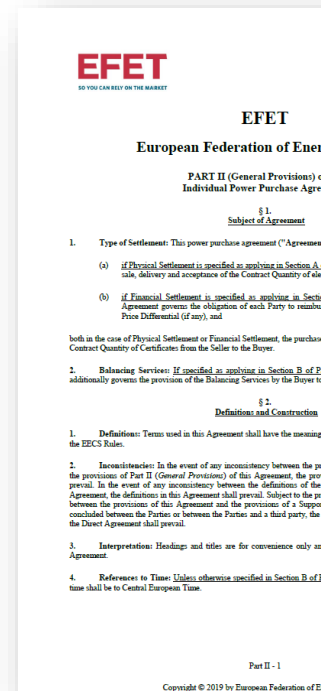 EFET
SO YOU CAN RELY ON THE MARKET
EFET
European Federation of Ener
PART II (General Provisions) o
Individual Power Purchase Agre
§ 1.
Subject of Agreement
1. Type of Settlement: This power purchase agreement ("Agreemen
(a) if Physical Settlement is specified as applying in Section A
sale, delivery and acceptance of the Contract Quantity of ele
(b) if Financial Settlement is specified as applying in Secti
Agreement governs the obligation of each Party to reimbu
Price Differential (if any), and
both in the case of Physical Settlement or Financial Settlement, the purchas
Contract Quantity of Certificates from the Seller to the Buyer.
2. Balancing Services: If specified as applying in Section B of P
additionally governs the provision of the Balancing Services by the Buyer to
§ 2.
Definitions and Construction
1. Definitions: Terms used in this Agreement shall have the meaning
the EECS Rules.
2. Inconsistencies: In the event of any inconsistency between the pr
the provisions of Part II (General Provisions) of this Agreement, the pro
prevail. In the event of any inconsistency between the definitions of the
Agreement, the definitions in this Agreement shall prevail. Subject to the pr
between the provisions of this Agreement and the provisions of a Suppor
concluded between the Parties or between the Parties and a third party, the
the Direct Agreement shall prevail.
3. Interpretation: Headings and titles are for convenience only an
Agreement.
4. References to Time: Unless otherwise specified in Section B of P
time shall be to Central European Time.
Part II - 1
Copyright © 2019 by European Federation of E